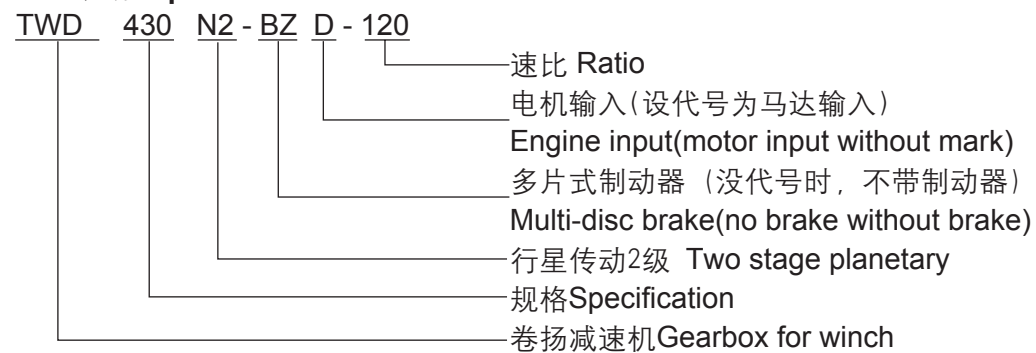 TWD 430 N2 - BZ D - 120
速比 Ratio
电机输入(设代号为马达输入)
Engine input(motor input without mark)
多片式制动器 (没代号时，不带制动器)
Multi-disc brake(no brake without brake)
行星传动2级 Two stage planetary
规格Specification
卷扬减速机Gearbox for winch